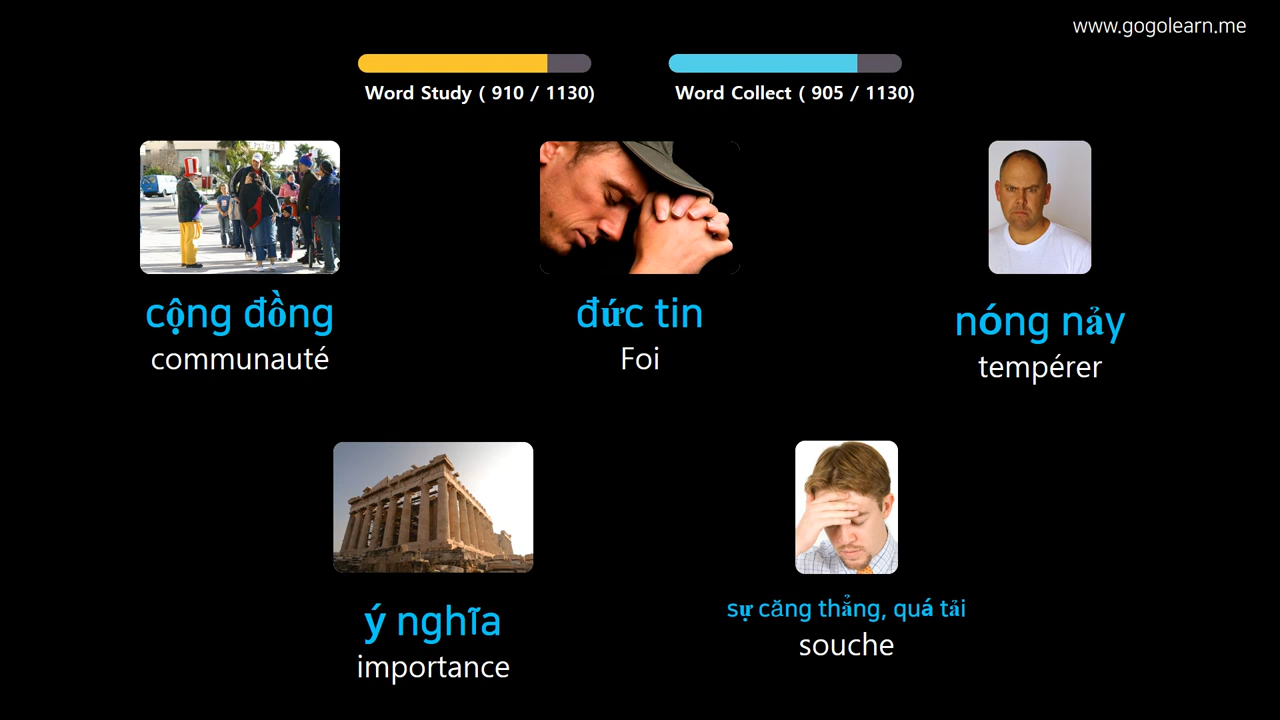 www.gogolearn.me
Word Study ( 910 / 1130)
Word Collect ( 905 / 1130)
cộng đồng
communauté
đức tin
Foi
nóng nảy
tempérer
ý nghĩa
importance
sự căng thẳng, quá tải
souche